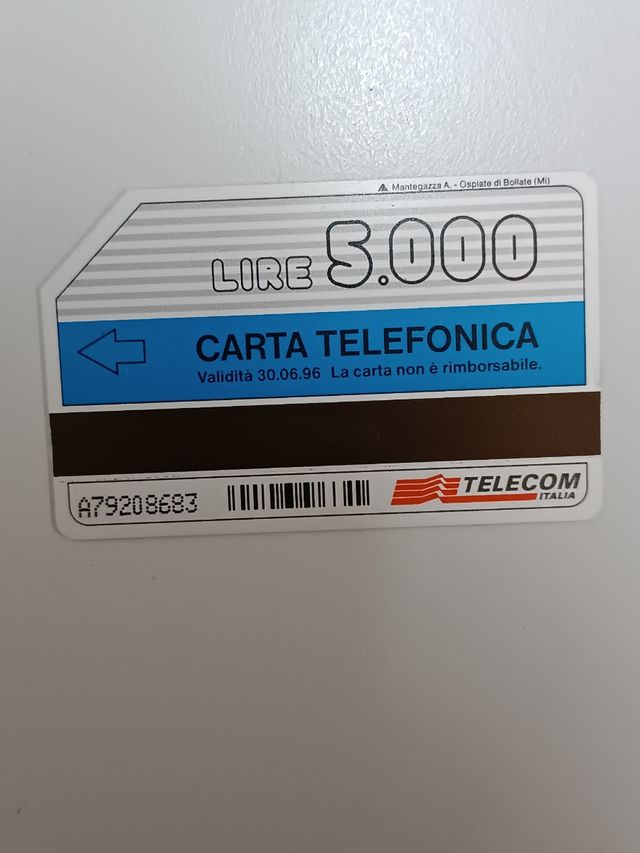 Mantegazza A. - Ospiate di Bollate (Mi)
LIRE 5.000
CARTA TELEFONICA
Validità 30.06.96 La carta non è rimborsabile.
A79208683
TELECOM
ITALIA